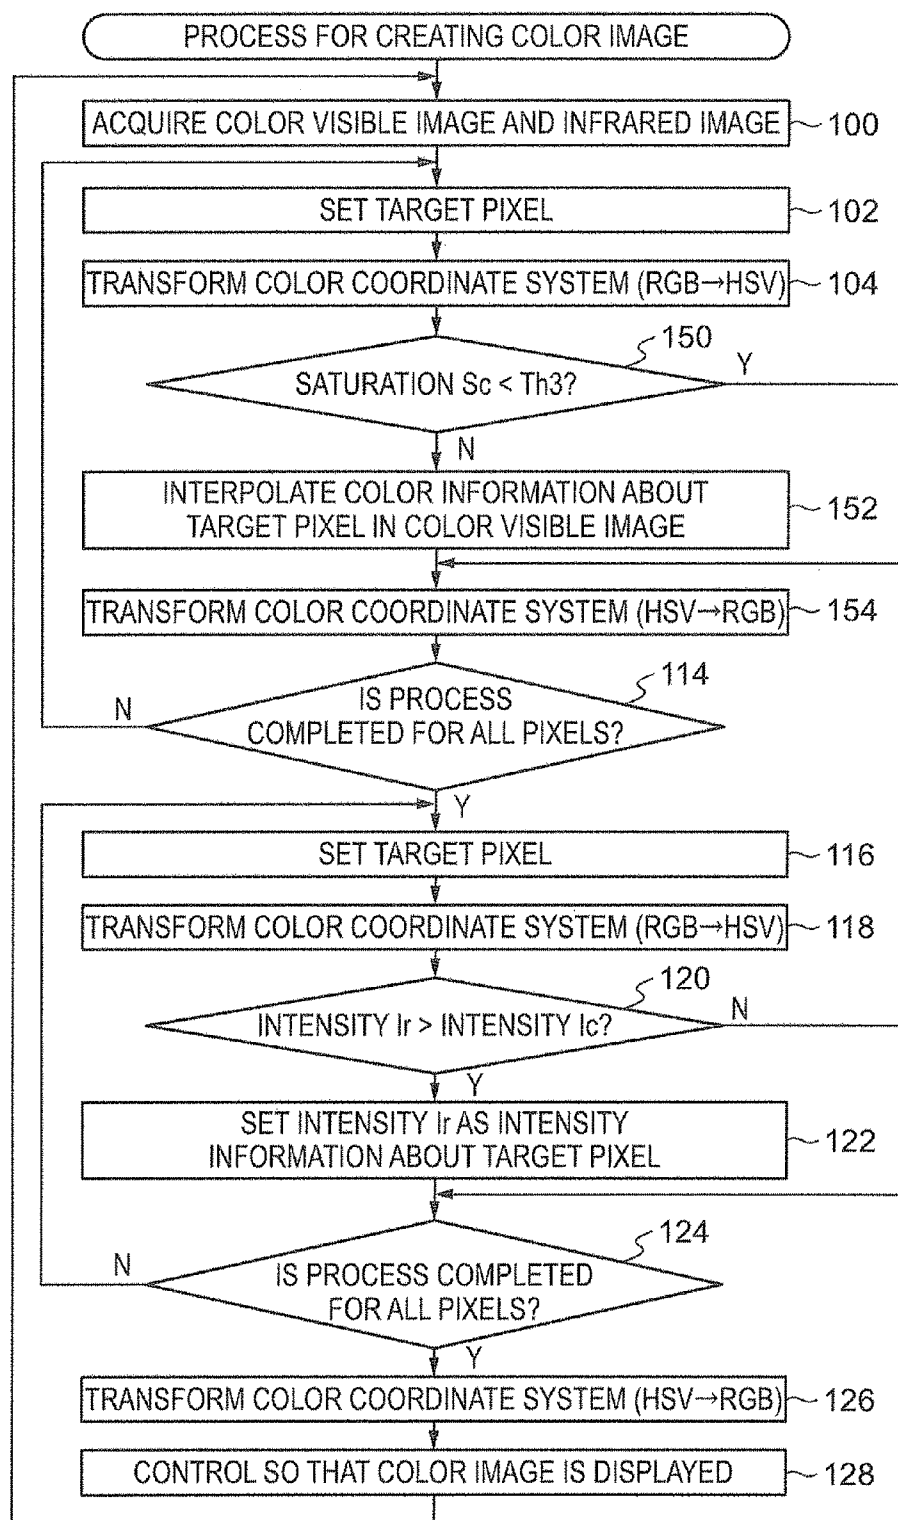 PROCESS FOR CREATING COLOR IMAGE
ACQUIRE COLOR VISIBLE IMAGE AND INFRARED IMAGE 100
SET TARGET PIXEL 102
TRANSFORM COLOR COORDINATE SYSTEM (RGB→HSV) 104
150
SATURATION Sc < Th3? Y
N
INTERPOLATE COLOR INFORMATION ABOUT
TARGET PIXEL IN COLOR VISIBLE IMAGE 152
TRANSFORM COLOR COORDINATE SYSTEM (HSV→RGB) 154
114
N IS PROCESS
COMPLETED FOR ALL PIXELS?
Y
SET TARGET PIXEL 116
TRANSFORM COLOR COORDINATE SYSTEM (RGB→HSV) 118
120
INTENSITY Ir > INTENSITY Ic? N
Y
SET INTENSITY Ir AS INTENSITY
INFORMATION ABOUT TARGET PIXEL 122
124
N IS PROCESS COMPLETED
FOR ALL PIXELS?
Y
TRANSFORM COLOR COORDINATE SYSTEM (HSV→RGB) 126
CONTROL SO THAT COLOR IMAGE IS DISPLAYED 128